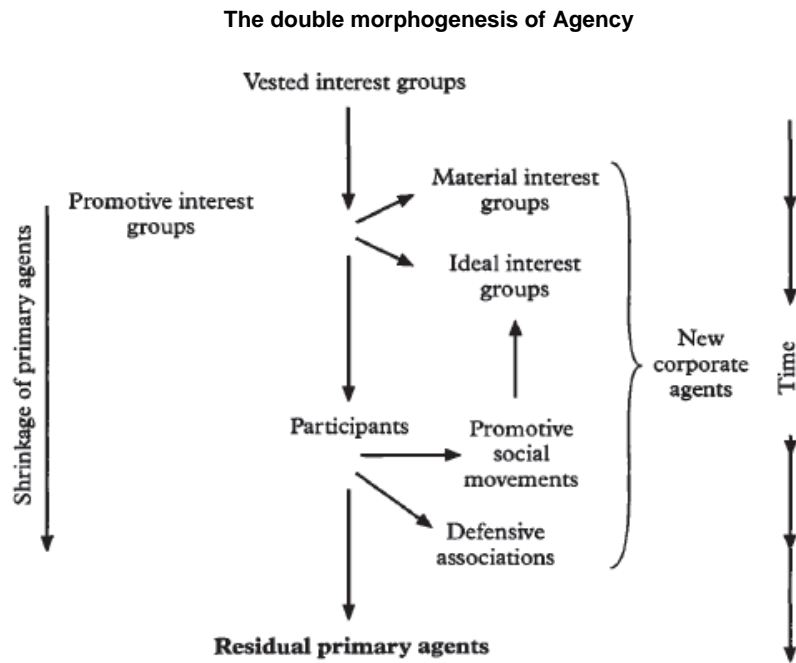 The double morphogenesis of Agency
Vested interest groups
Promotive interest
groups
Material interest
groups
Ideal interest
groups
Shrinkage of primary agents
New
corporate
agents
Time
Participants
Promotive
social
movements
Defensive
associations
Residual primary agents